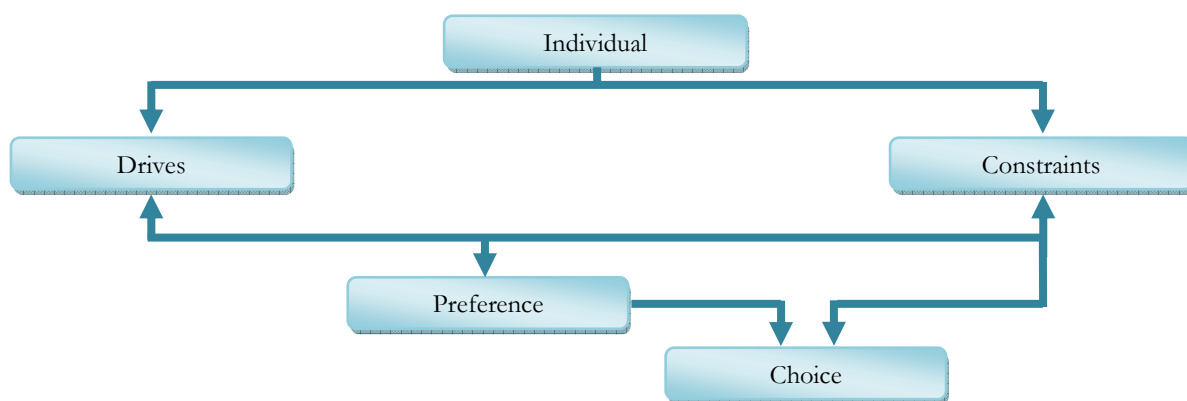 Individual
Drives
Constraints
Preference
Choice